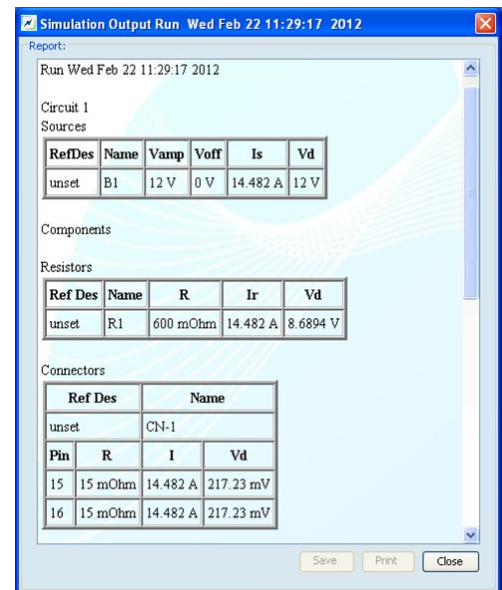 Simulation Output Run Wed Feb 22 11:29:17 2012
Report:
Run Wed Feb 22 11:29:17 2012
Circuit 1
Sources
RefDes Name Vamp Voff Is Vd
unset B1 12 V 0 V 14.482 A 12 V
Components
Resistors
Ref Des Name R Ir Vd
unset R1 600 mOhm 14.482 A 8.6894 V
Connectors
Ref Des Name
unset CN-1
Pin R I Vd
15 15 mOhm 14.482 A 217.23 mV
16 15 mOhm 14.482 A 217.23 mV
Save Print Close